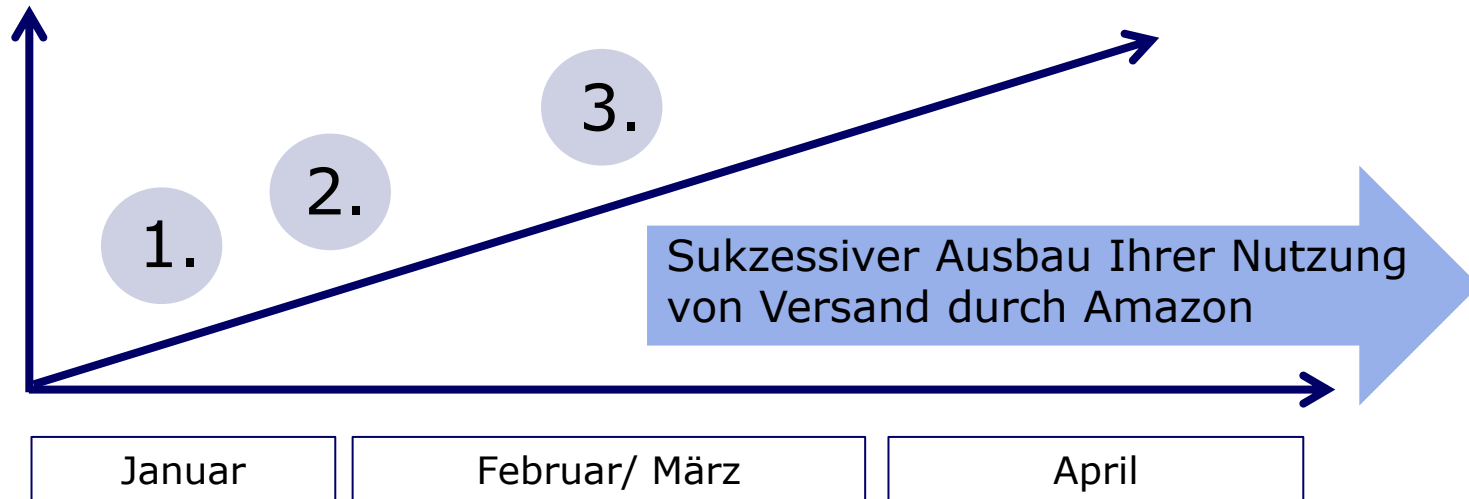 3.
2.
1.
Sukzessiver Ausbau Ihrer Nutzung
von Versand durch Amazon
Januar
Februar/ März
April